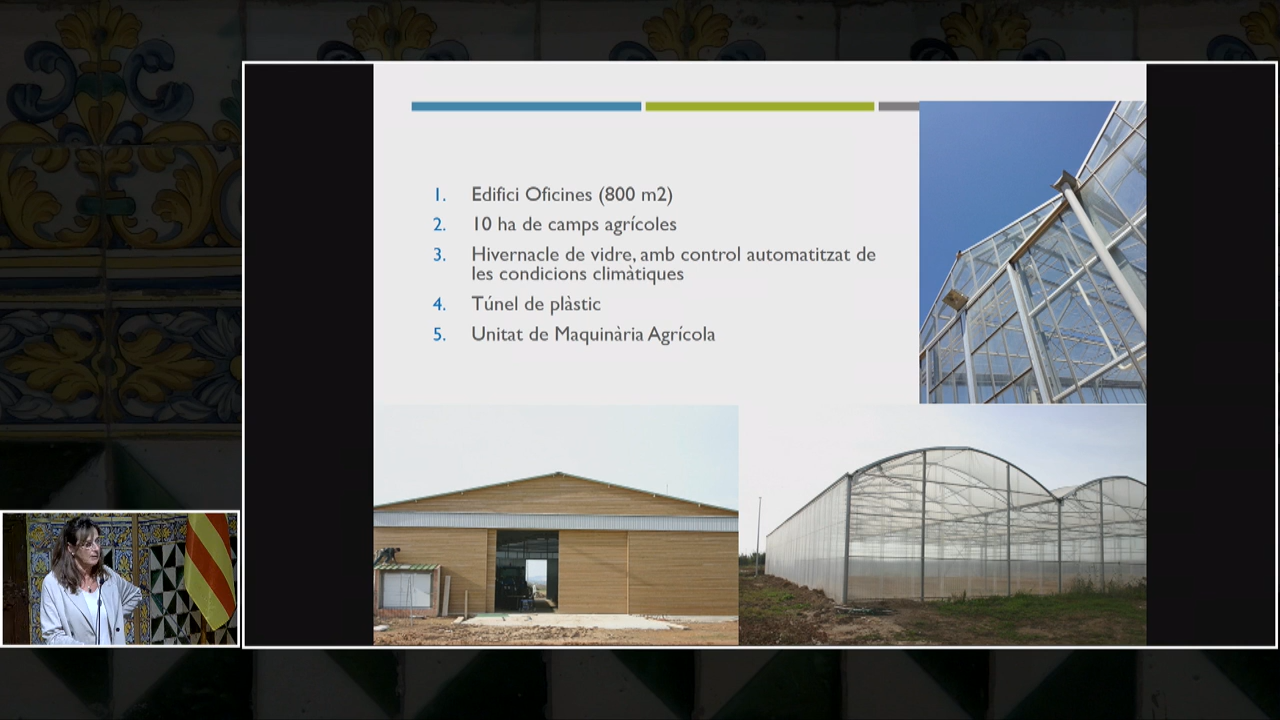 1. Edifici Oficines (800 m2)
2. 10 ha de camps agrícoles
3. Hivernacle de vidre, amb control automatitzat de
les condicions climàtiques
4. Túnel de plàstic
5. Unitat de Maquinària Agrícola